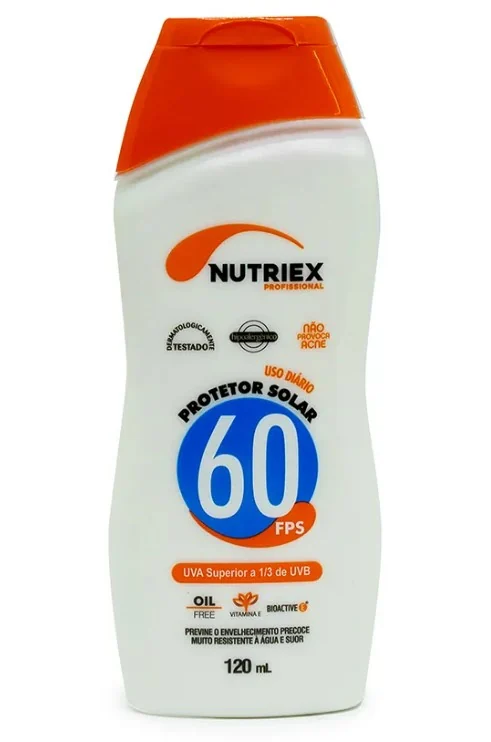 NUTRIEX
PROFISSIONAL
DERMATOLOGICAMENTE
TESTADO
hipoalergênico
NÃO
PROVOCA
ACNE
USO DIÁRIO
PROTETOR SOLAR
60
FPS
UVA Superior a 1/3 de UVB
OIL
FREE
VITAMINA E
BIOACTIVE E
PREVINE O ENVELHECIMENTO PRECOCE
MUITO RESISTENTE À ÁGUA E SUOR
120 mL